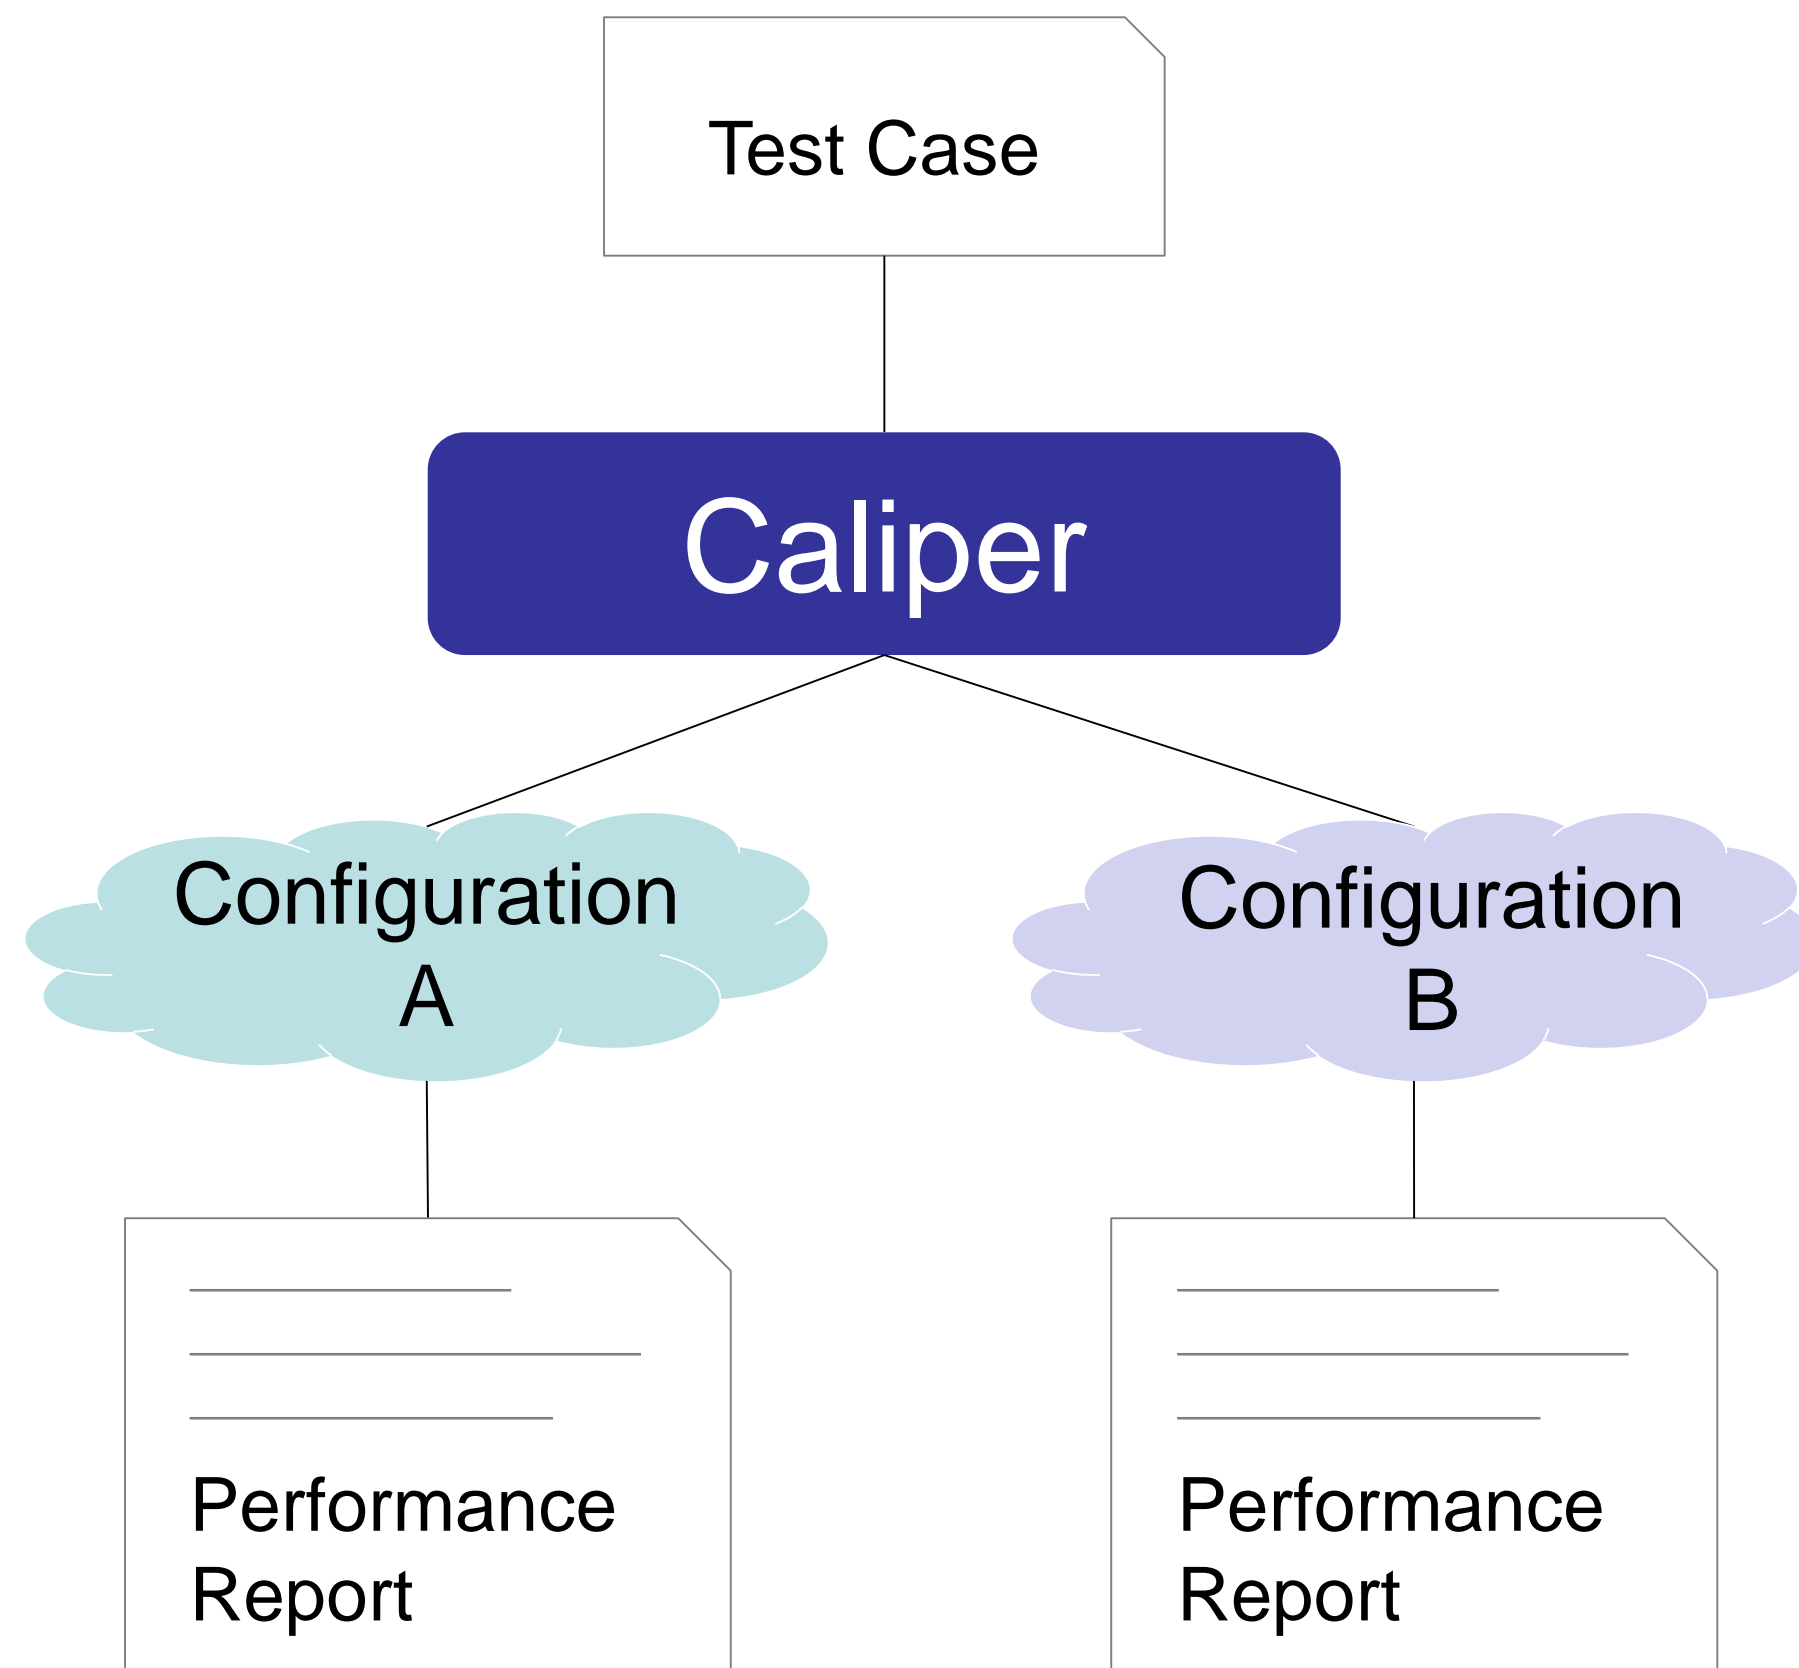 Test Case
Caliper
Configuration
A
Configuration
B
Performance
Report
Performance
Report